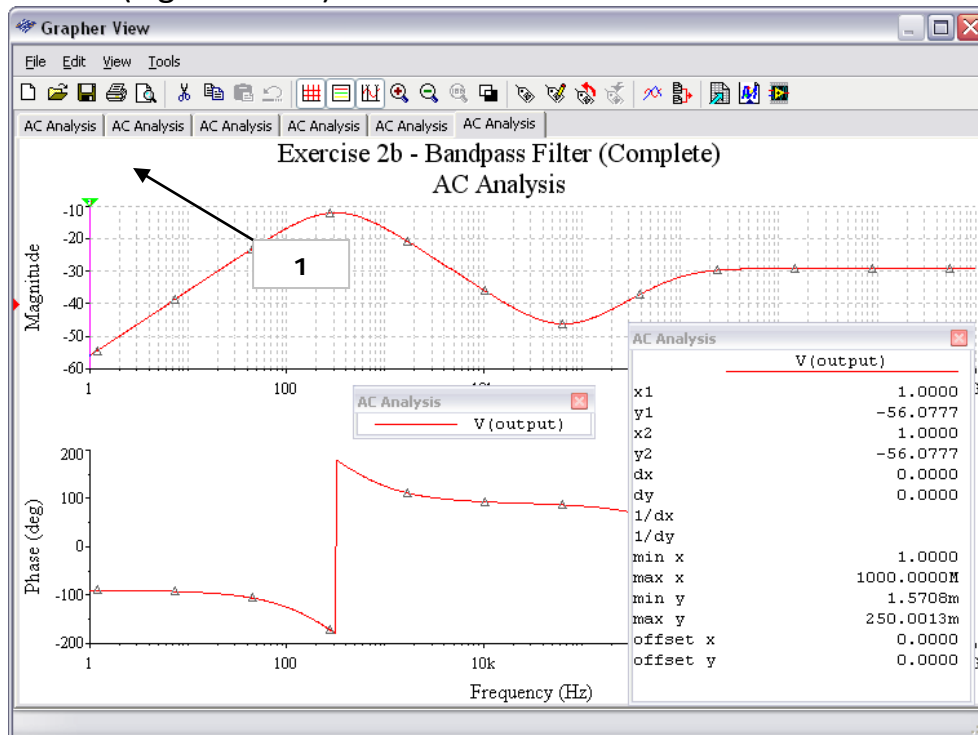 Grapher View
File Edit View Tools
AC Analysis AC Analysis AC Analysis AC Analysis AC Analysis AC Analysis
Exercise 2b - Bandpass Filter (Complete)
AC Analysis
1
Magnitude
-10
-20
-30
-40
-50
-60
1 100
AC Analysis
V(output)
Phase (deg)
200
100
0
-100
-200
1 100 10k
Frequency (Hz)
AC Analysis
V(output)
x1 1.0000
y1 -56.0777
x2 1.0000
y2 -56.0777
dx 0.0000
dy 0.0000
1/dx
1/dy
min x 1.0000
max x 1000.0000M
min y 1.5708m
max y 250.0013m
offset x 0.0000
offset y 0.0000